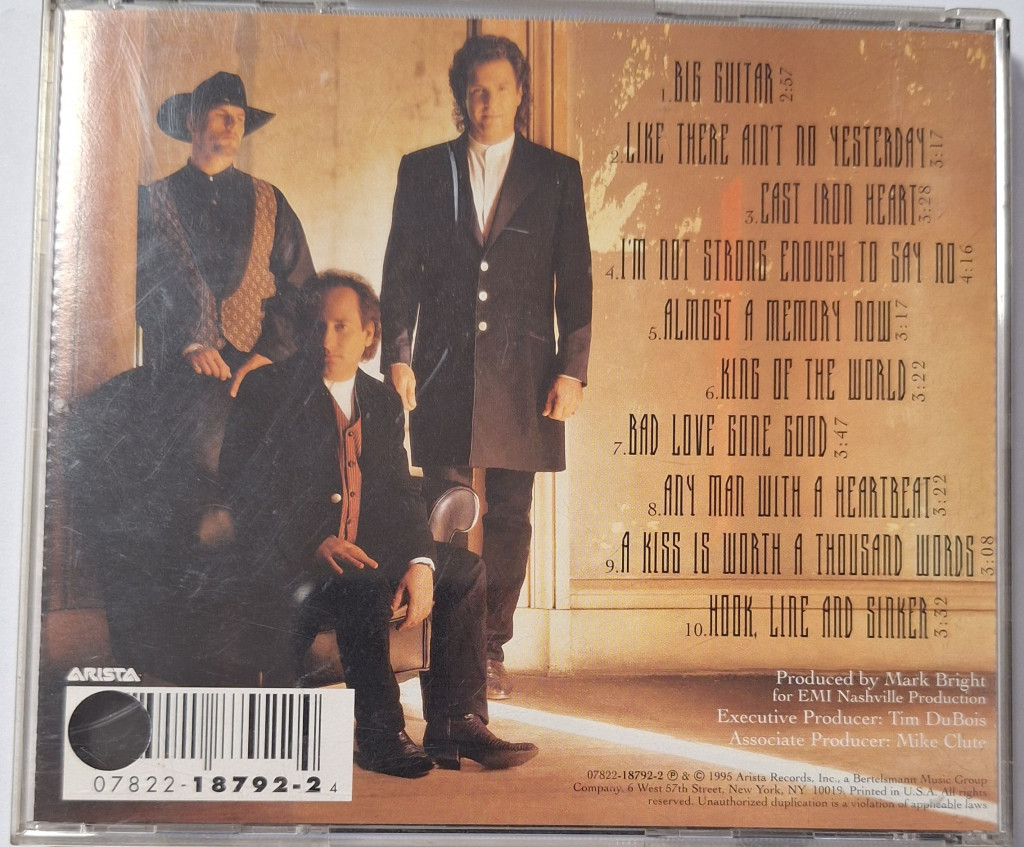 1. BIG GUITAR 2:57
2. LIKE THERE AIN'T NO YESTERDAY 3:17
3. CAST IRON HEART 3:28
4. I'M NOT STRONG ENOUGH TO SAY NO 4:16
5. ALMOST A MEMORY NOW 3:17
6. KING OF THE WORLD 3:22
7. BAD LOVE GONE GOOD 3:47
8. ANY MAN WITH A HEARTBEAT 3:22
9. A KISS IS WORTH A THOUSAND WORDS 3:08
10. HOOK, LINE AND SINKER 3:32
Produced by Mark Bright
for EMI Nashville Production
Executive Producer: Tim DuBois
Associate Producer: Mike Clute
07822-18792-2 ℗ & © 1995 Arista Records, Inc., a Bertelsmann Music Group
Company, 6 West 57th Street, New York, NY 10019. Printed in U.S.A. All rights
reserved. Unauthorized duplication is a violation of applicable laws
ARISTA
07822-18792-2 4